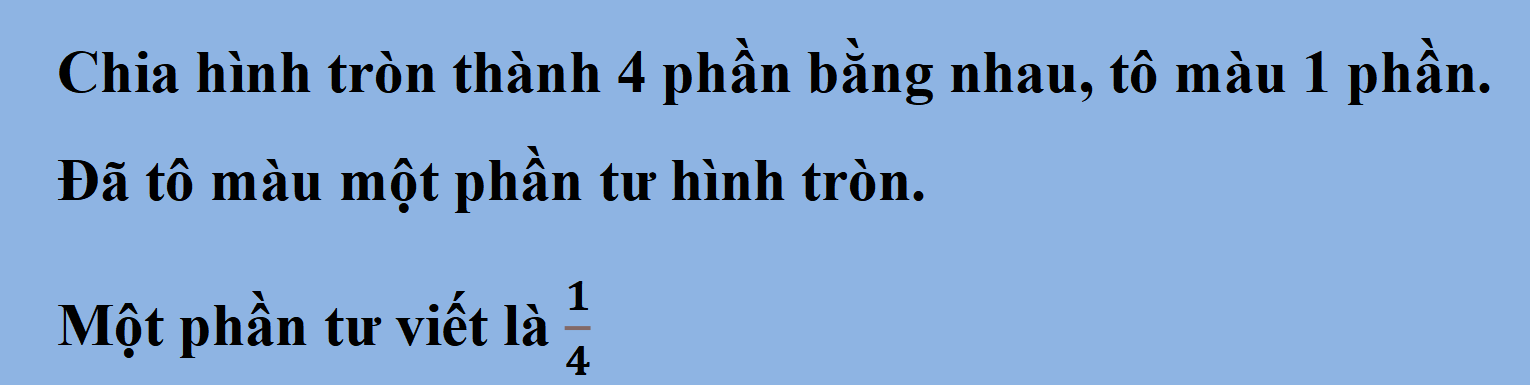 Chia hình tròn thành 4 phần bằng nhau, tô màu 1 phần.
Đã tô màu một phần tư hình tròn.
Một phần tư viết là 1/4